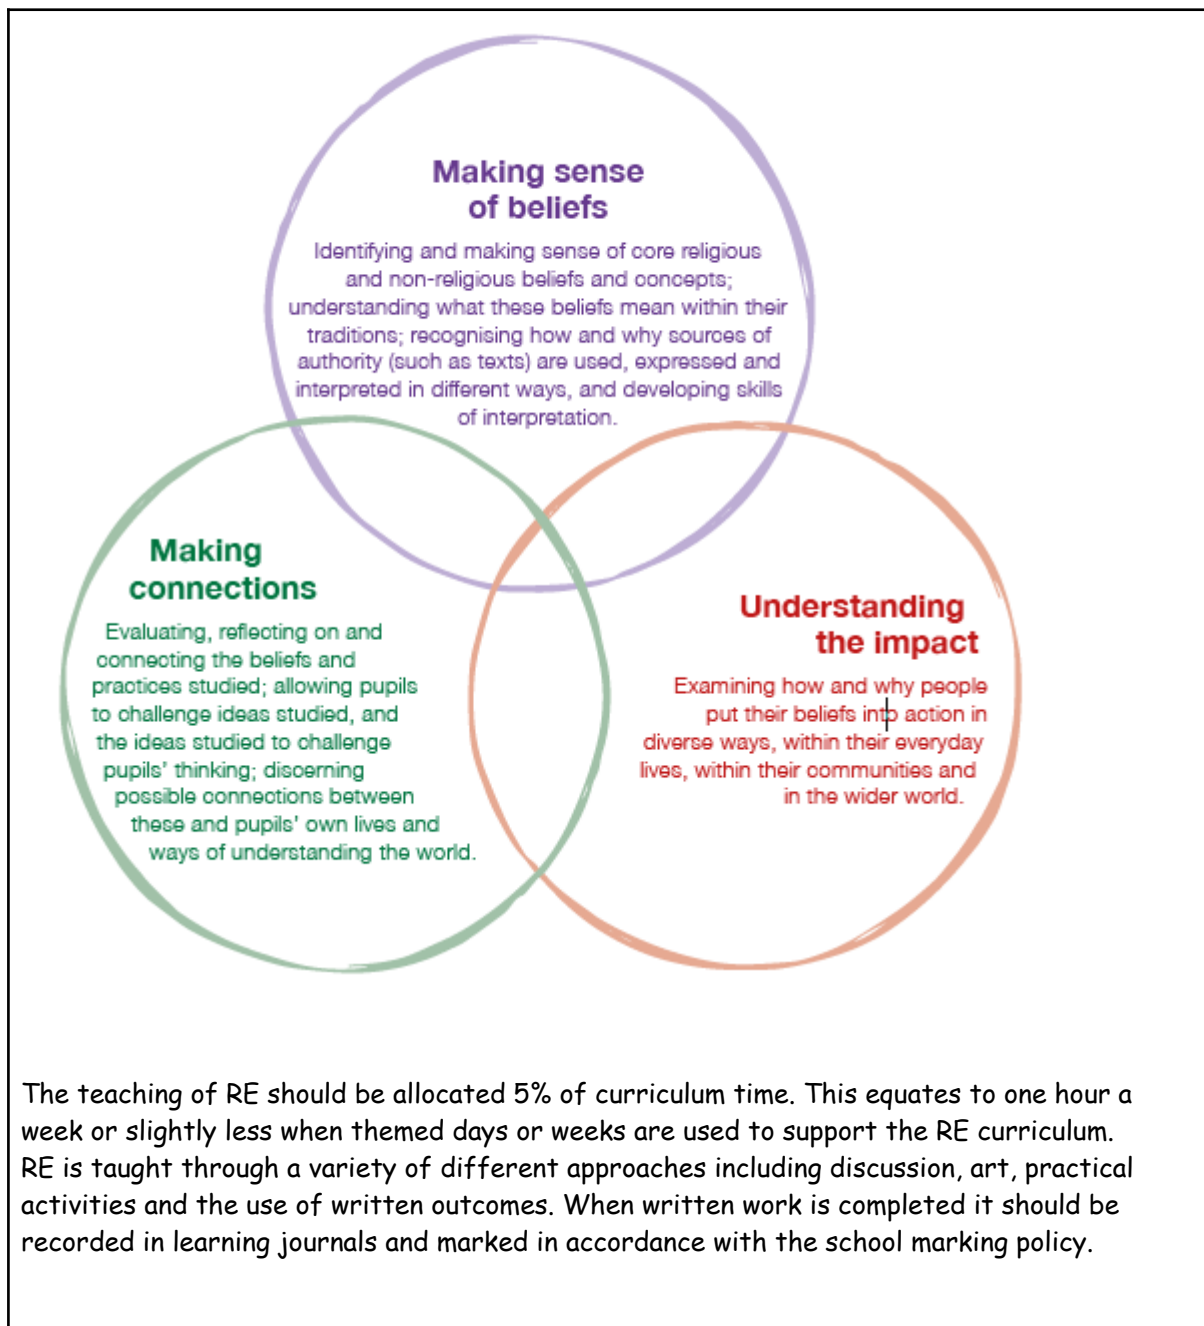 Making sense
of beliefs
Identifying and making sense of core religious
and non-religious beliefs and concepts;
understanding what these beliefs mean within their
traditions; recognising how and why sources of
authority (such as texts) are used, expressed and
interpreted in different ways, and developing skills
of interpretation.
Making
connections
Evaluating, reflecting on and
connecting the beliefs and
practices studied; allowing pupils
to challenge ideas studied, and
the ideas studied to challenge
pupils' thinking; discerning
possible connections between
these and pupils' own lives and
ways of understanding the world.
Understanding
the impact
Examining how and why people
put their beliefs into action in
diverse ways, within their everyday
lives, within their communities and
in the wider world.
The teaching of RE should be allocated 5% of curriculum time. This equates to one hour a
week or slightly less when themed days or weeks are used to support the RE curriculum.
RE is taught through a variety of different approaches including discussion, art, practical
activities and the use of written outcomes. When written work is completed it should be
recorded in learning journals and marked in accordance with the school marking policy.